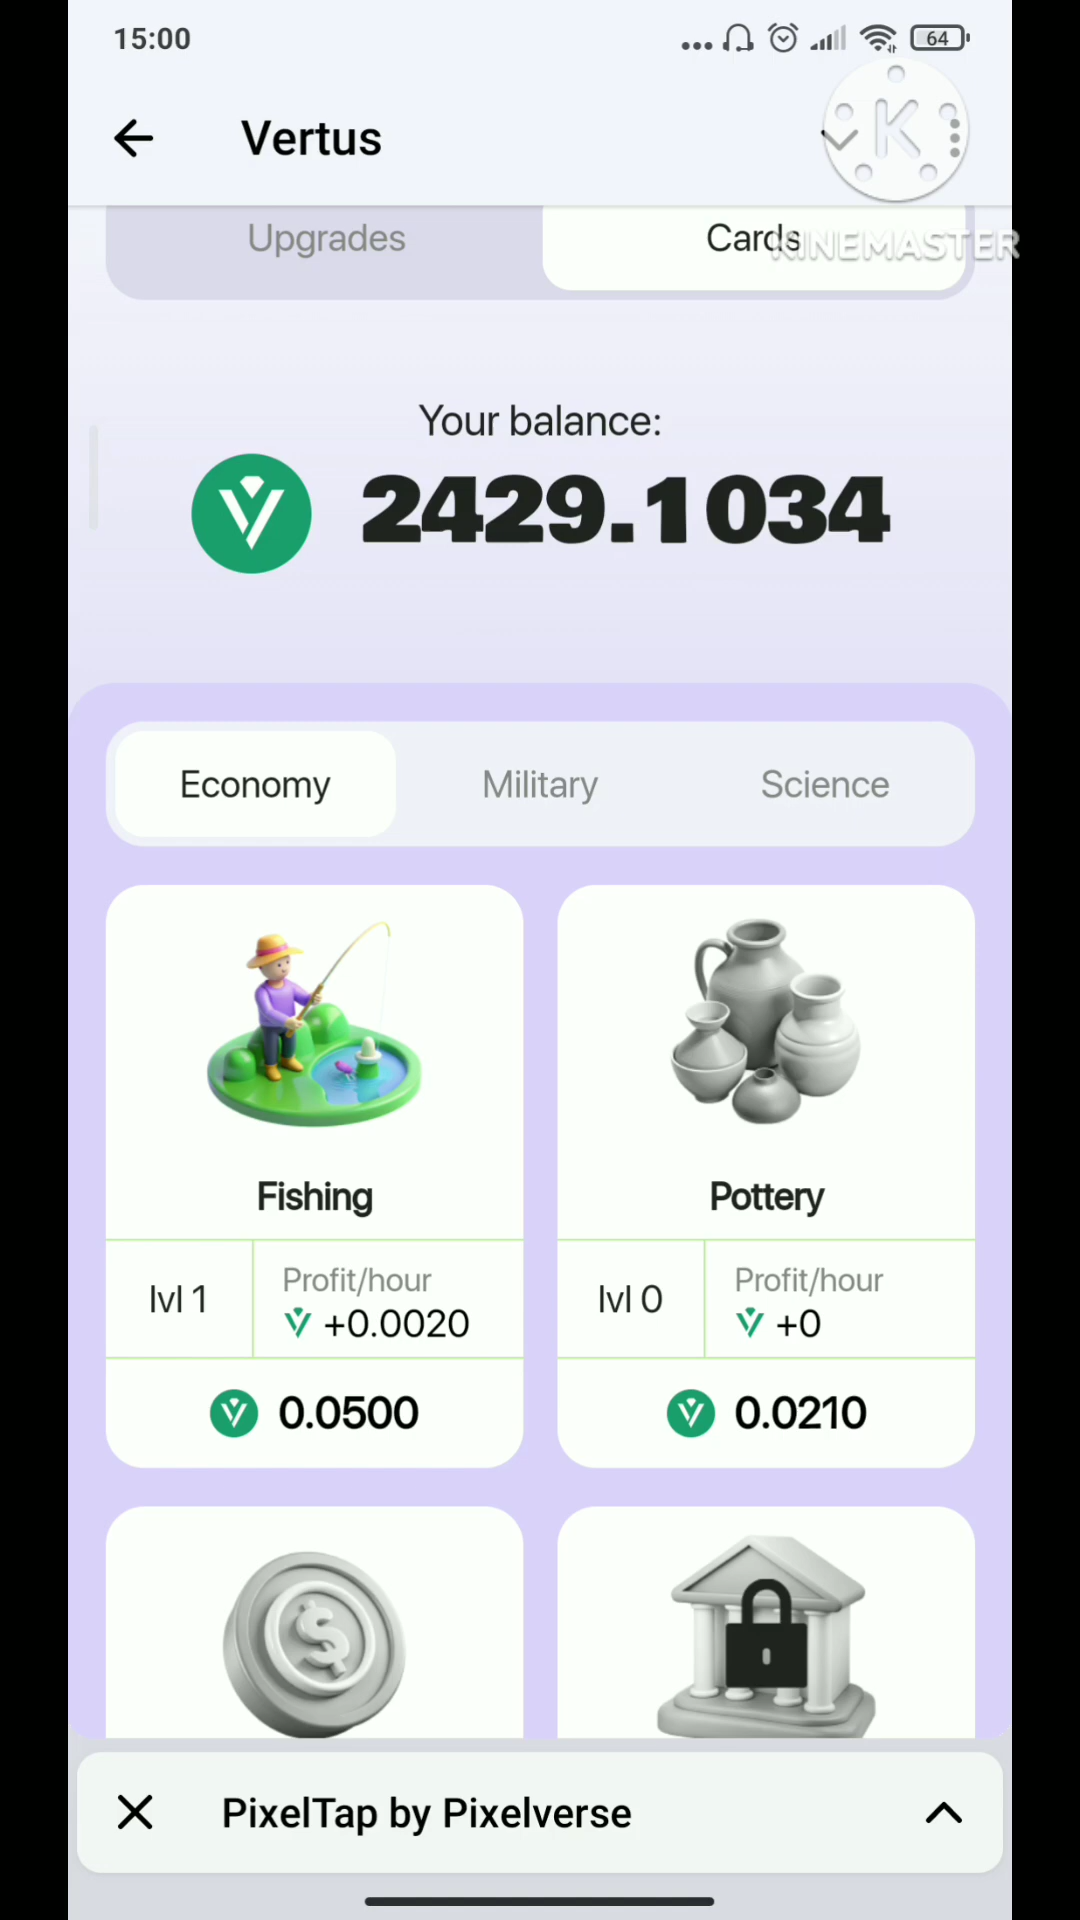 15:00
64
Vertus
K
Upgrades
Cards
KINEMASTER
Your balance:
2429.1034
Economy
Military
Science
Fishing
Pottery
lvl 1
Profit/hour
+0.0020
lvl 0
Profit/hour
+0
0.0500
0.0210
$
PixelTap by Pixelverse